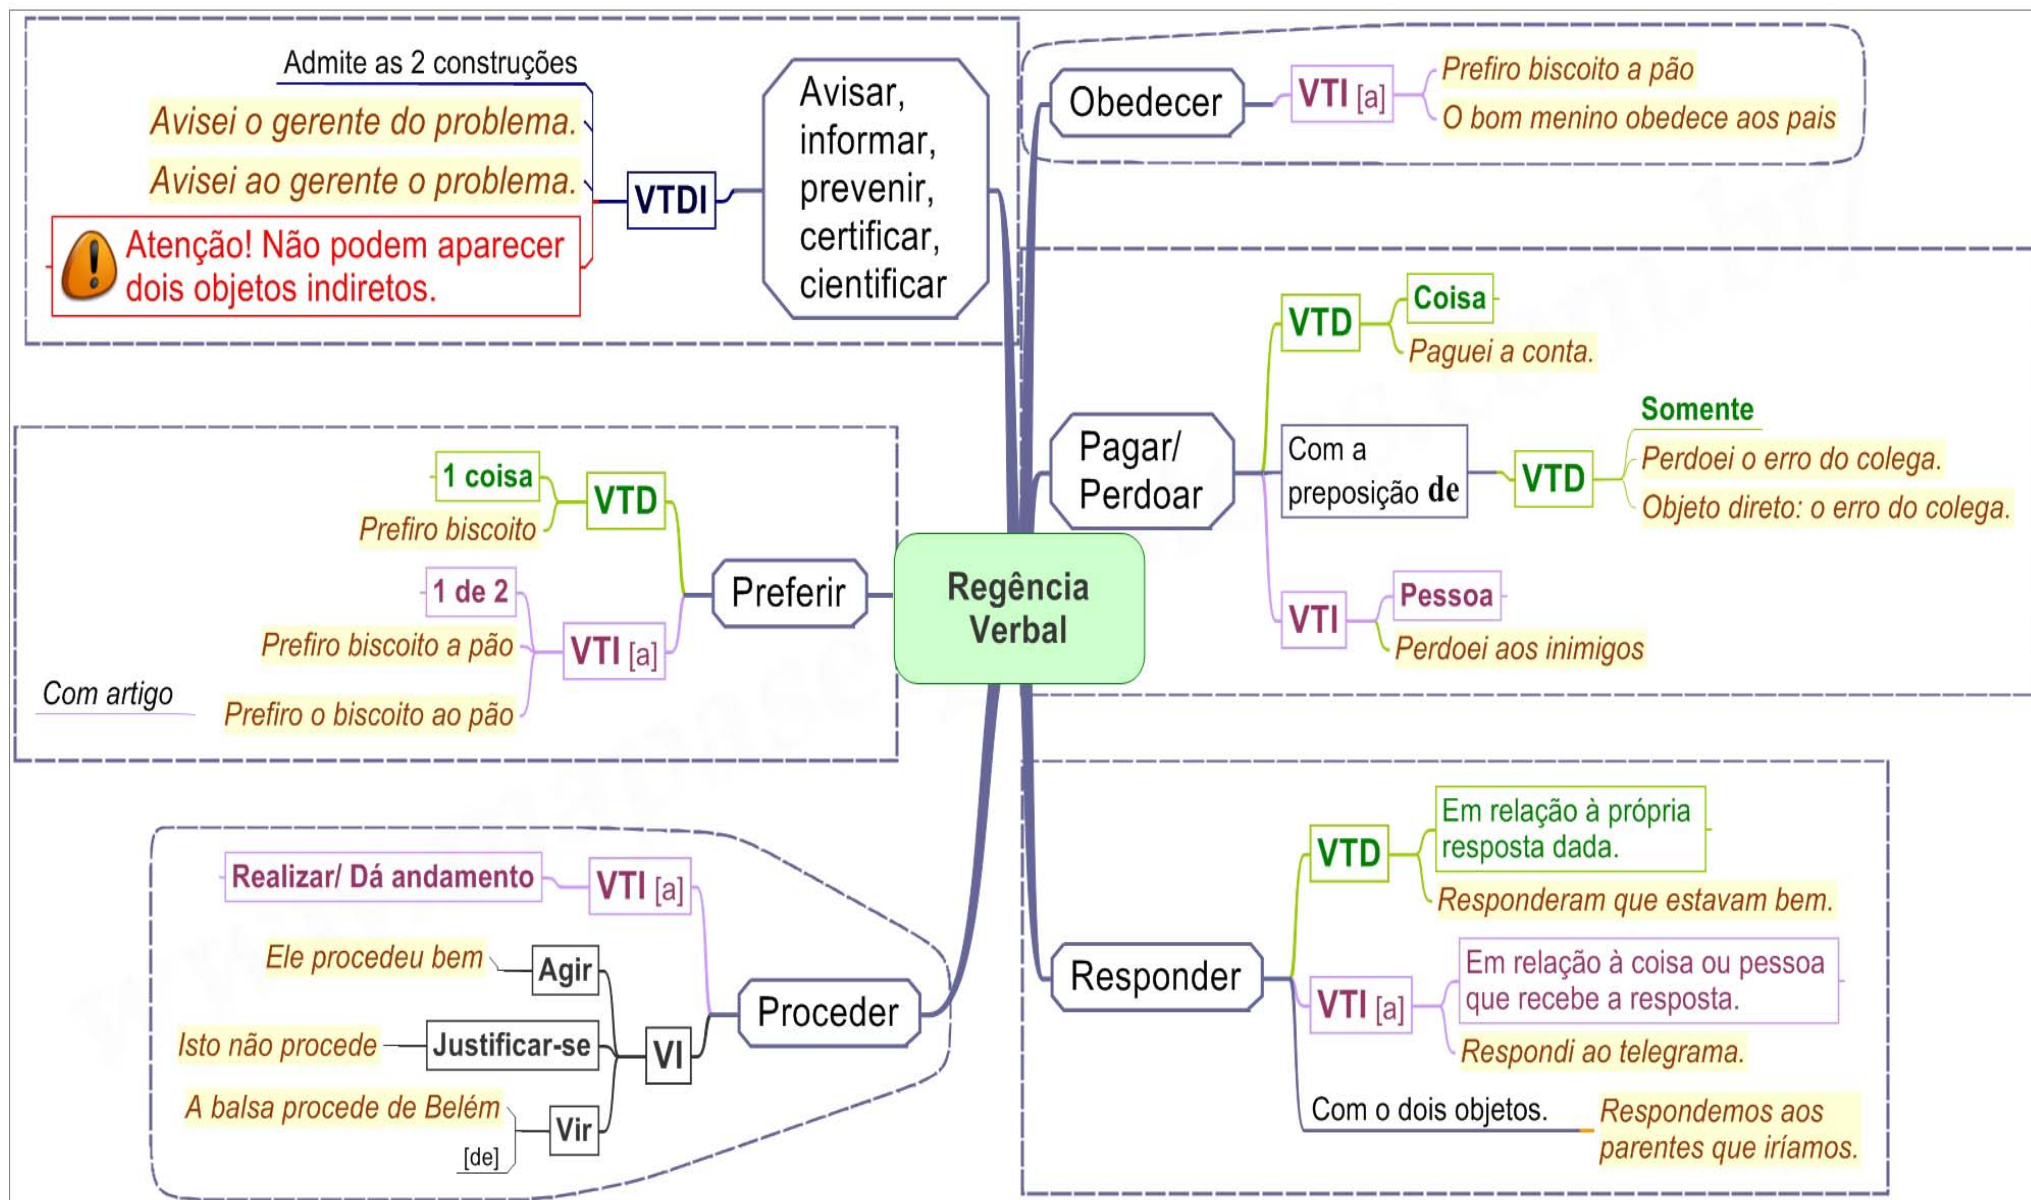 Regência
Verbal
Avisar,
informar,
prevenir,
certificar,
cientificar
VTDI
Admite as 2 construções
Avisei o gerente do problema.
Avisei ao gerente o problema.
Atenção! Não podem aparecer
dois objetos indiretos.
Preferir
VTD
1 coisa
Prefiro biscoito
VTI [a]
1 de 2
Prefiro biscoito a pão
Prefiro o biscoito ao pão
Com artigo
Proceder
VTI [a]
Realizar/ Dá andamento
VI
Agir
Ele procedeu bem
Justificar-se
Isto não procede
Vir
A balsa procede de Belém
[de]
Obedecer
VTI [a]
Prefiro biscoito a pão
O bom menino obedece aos pais
Pagar/
Perdoar
VTD
Coisa
Paguei a conta.
Com a
preposição de
VTD
Somente
Perdoei o erro do colega.
Objeto direto: o erro do colega.
VTI
Pessoa
Perdoei aos inimigos
Responder
VTD
Em relação à própria
resposta dada.
Responderam que estavam bem.
VTI [a]
Em relação à coisa ou pessoa
que recebe a resposta.
Respondi ao telegrama.
Com o dois objetos.
Respondemos aos
parentes que iríamos.